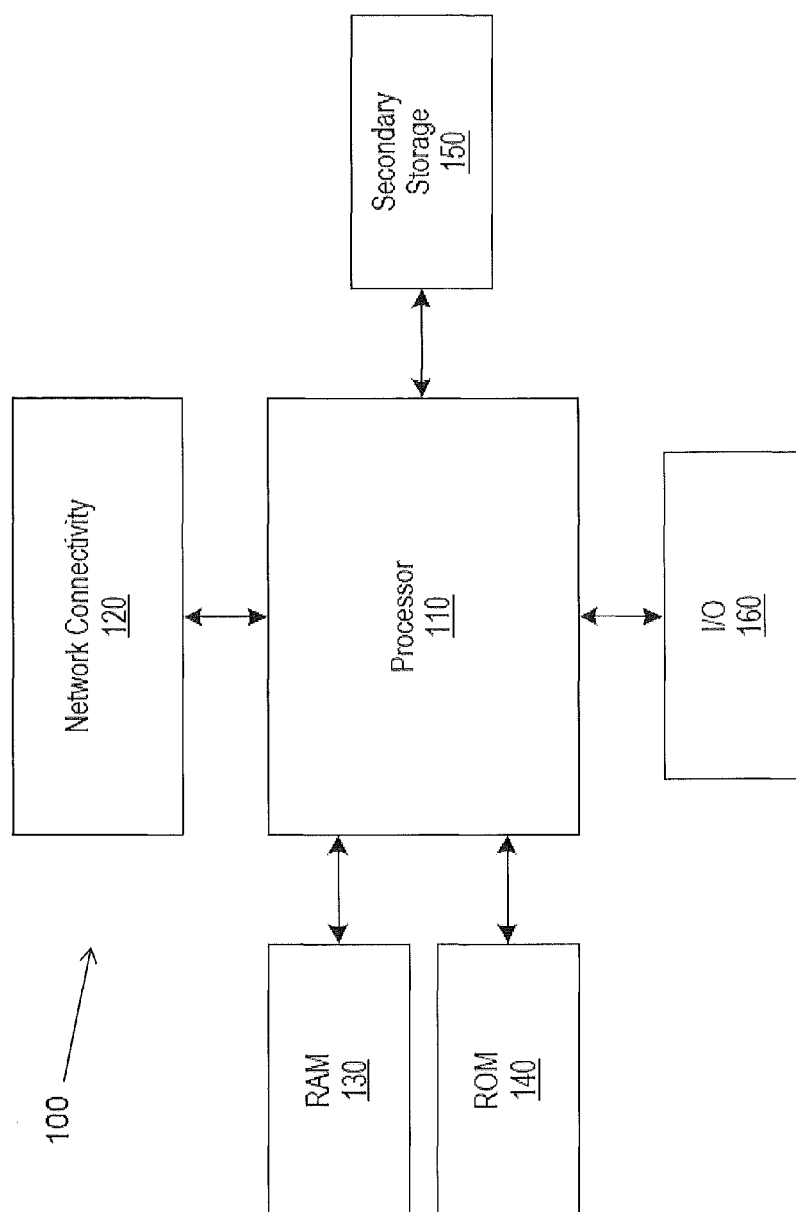 100
Network Connectivity
120
RAM
130
ROM
140
Processor
110
Secondary
Storage
150
I/O
160